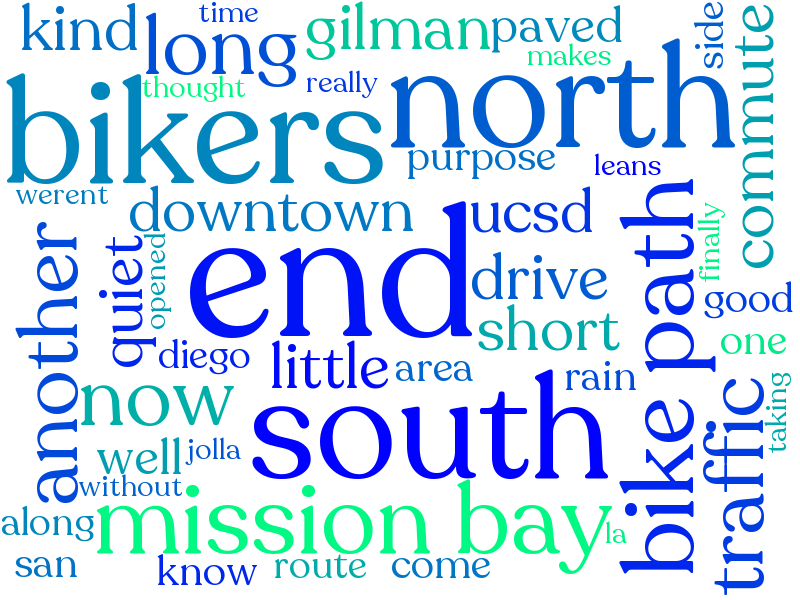 time
kind
long
gilman
paved
side
makes
thought
really
north
bikers
commute
purpose
leans
werent
downtown
ucsd
bike path
finally
another
quiet
opened
end
drive
good
short
one
diego
little
area
rain
now
south
traffic
taking
well
jolla
without
along
mission bay
la
san
know
route
come